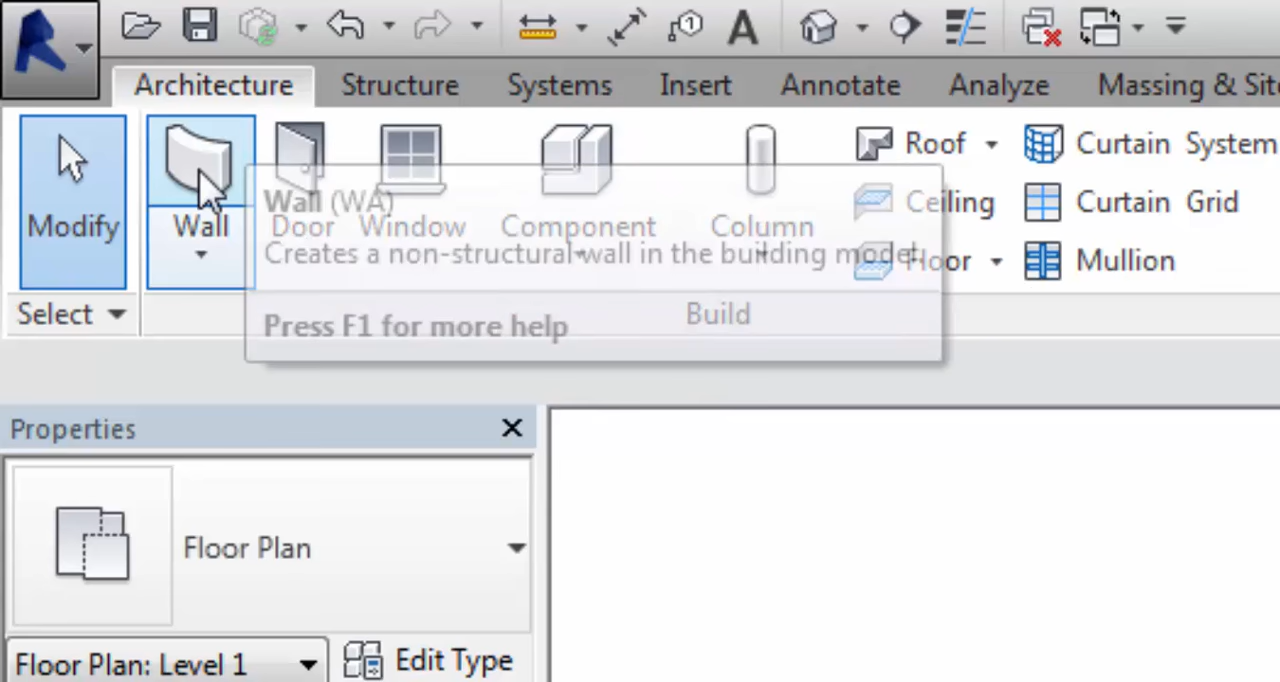 Architecture Structure Systems Insert Annotate Analyze Massing & Sit
Modify
Wall
Door
Window
Component
Column
Roof
Ceiling
Floor
Curtain System
Curtain Grid
Mullion
Wall (WA)
Creates a non-structural wall in the building model.
Press F1 for more help
Select
Build
Properties
Floor Plan
Floor Plan: Level 1
Edit Type